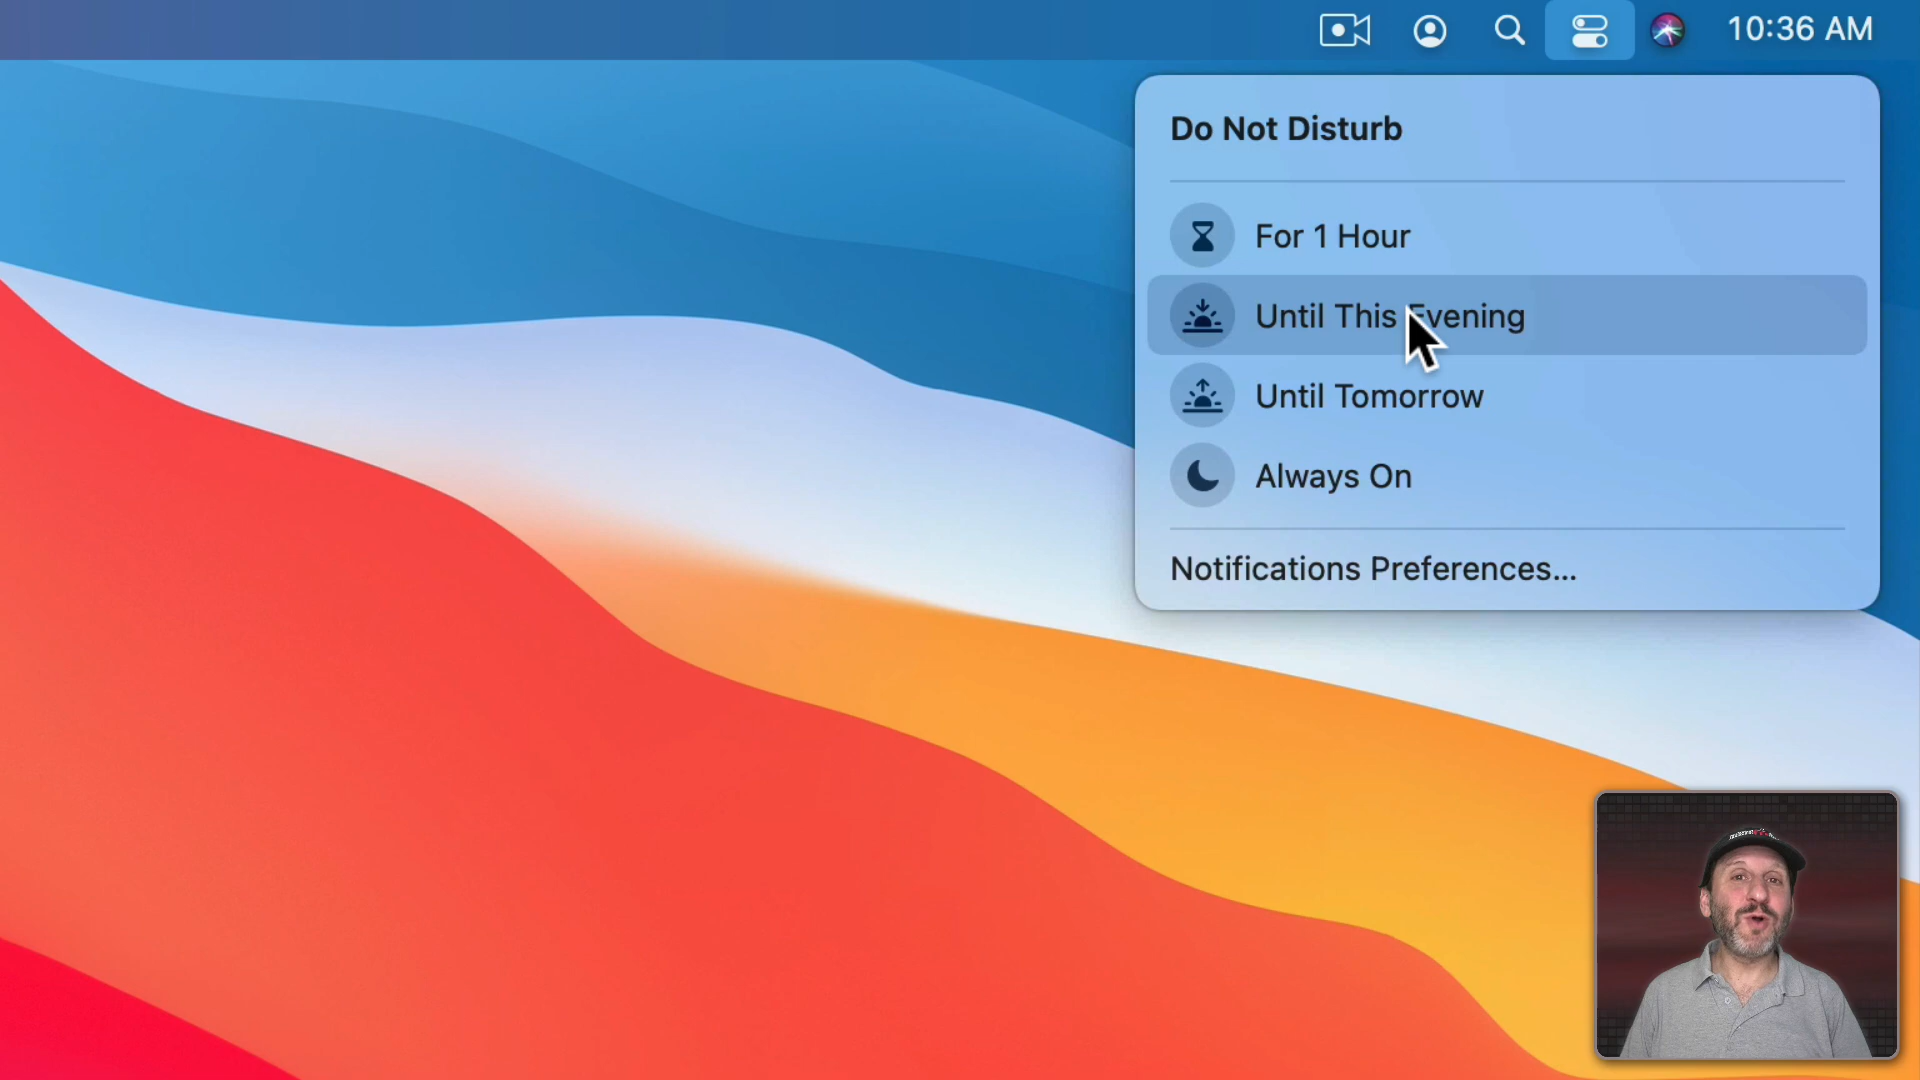 10:36 AM
Do Not Disturb
For 1 Hour
Until This Evening
Until Tomorrow
Always On
Notifications Preferences...